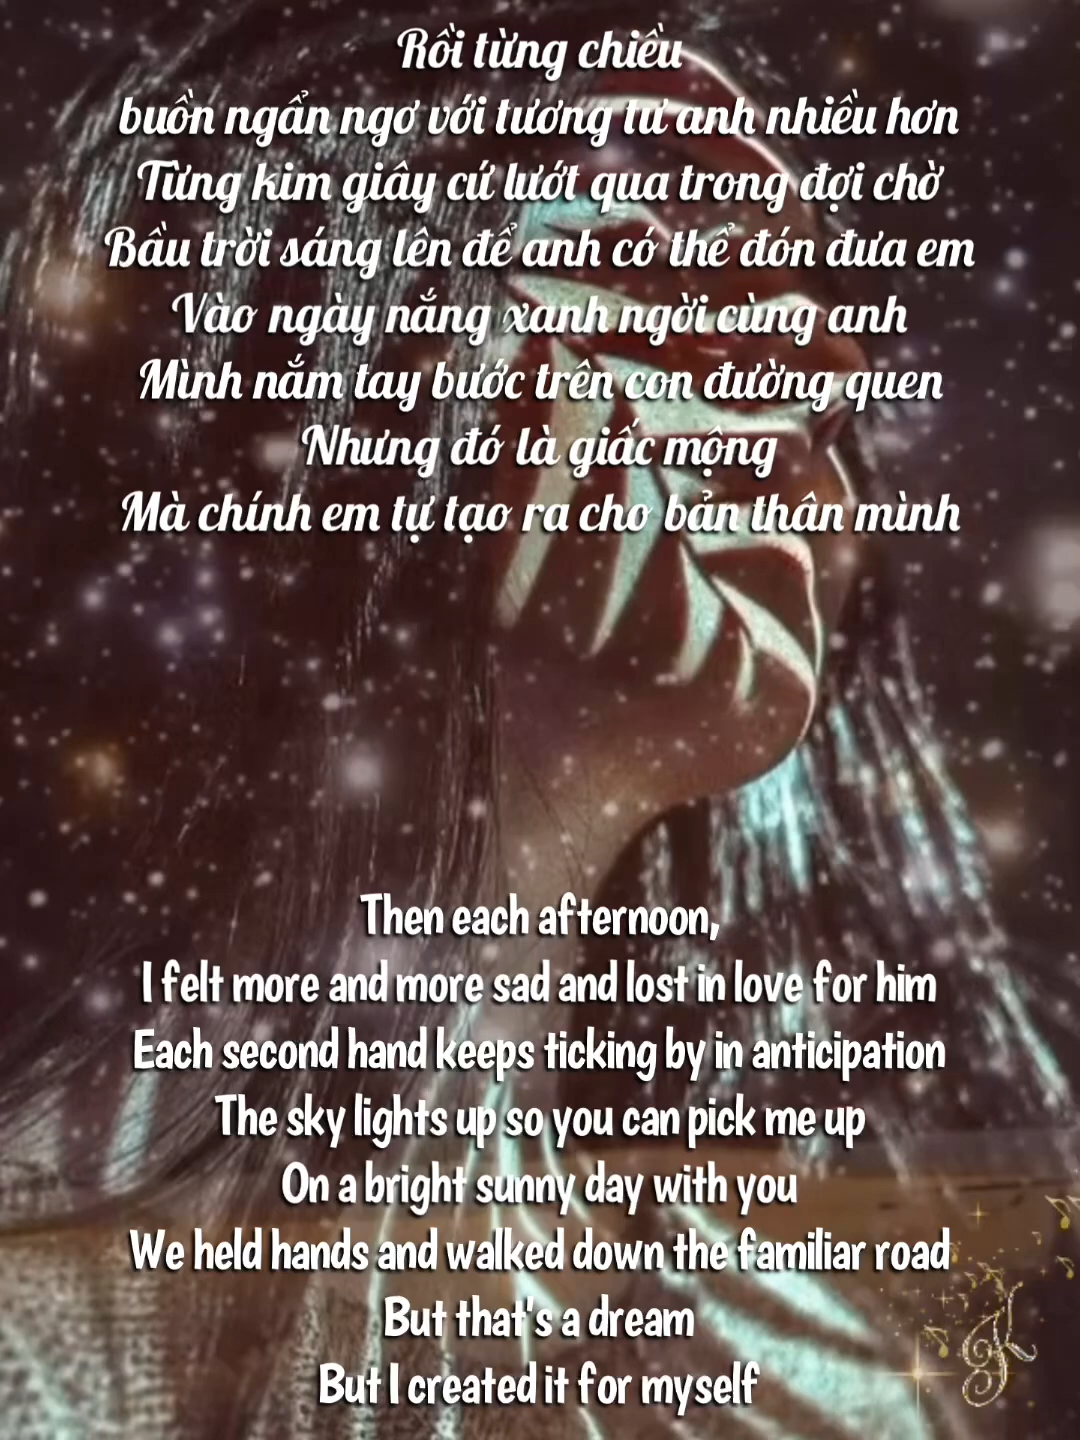 Rồi từng chiều
buồn ngẩn ngơ với tương tư anh nhiều hơn
Từng kim giây cứ lướt qua trong đợi chờ
Bầu trời sáng lên để anh có thể đón đưa em
Vào ngày nắng xanh ngời cùng anh
Mình nắm tay bước trên con đường quen
Nhưng đó là giấc mộng
Mà chính em tự tạo ra cho bản thân mình
Then each afternoon,
I felt more and more sad and lost in love for him
Each second hand keeps ticking by in anticipation
The sky lights up so you can pick me up
On a bright sunny day with you
We held hands and walked down the familiar road
But that's a dream
But I created it for myself
K